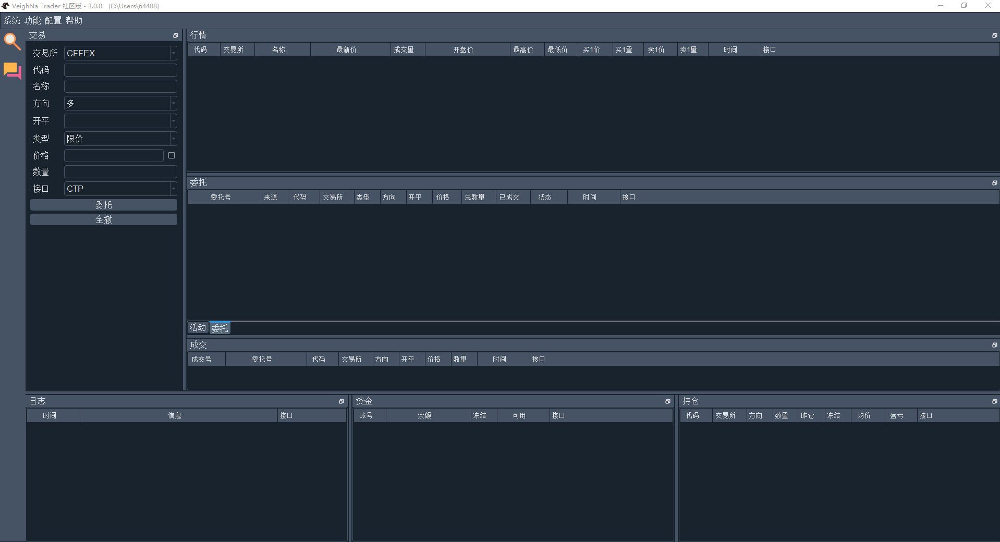 VeighNa Trader 社区版 - 3.0.0 [C:\Users\64408]
系统 功能 配置 帮助
交易
交易所 CFFEX
代码
名称
方向 多
开平
类型 限价
价格
数量
接口 CTP
委托
全撤
行情
代码 交易所 名称 最新价 成交量 开盘价 最高价 最低价 买1价 买1量 卖1价 卖1量 时间 接口
委托
委托号 来源 代码 交易所 类型 方向 开平 价格 总数量 已成交 状态 时间 接口
活动 委托
成交
成交号 委托号 代码 交易所 方向 开平 价格 数量 时间 接口
日志
时间 信息 接口
资金
账号 余额 冻结 可用 接口
持仓
代码 交易所 方向 数量 昨仓 冻结 均价 盈亏 接口